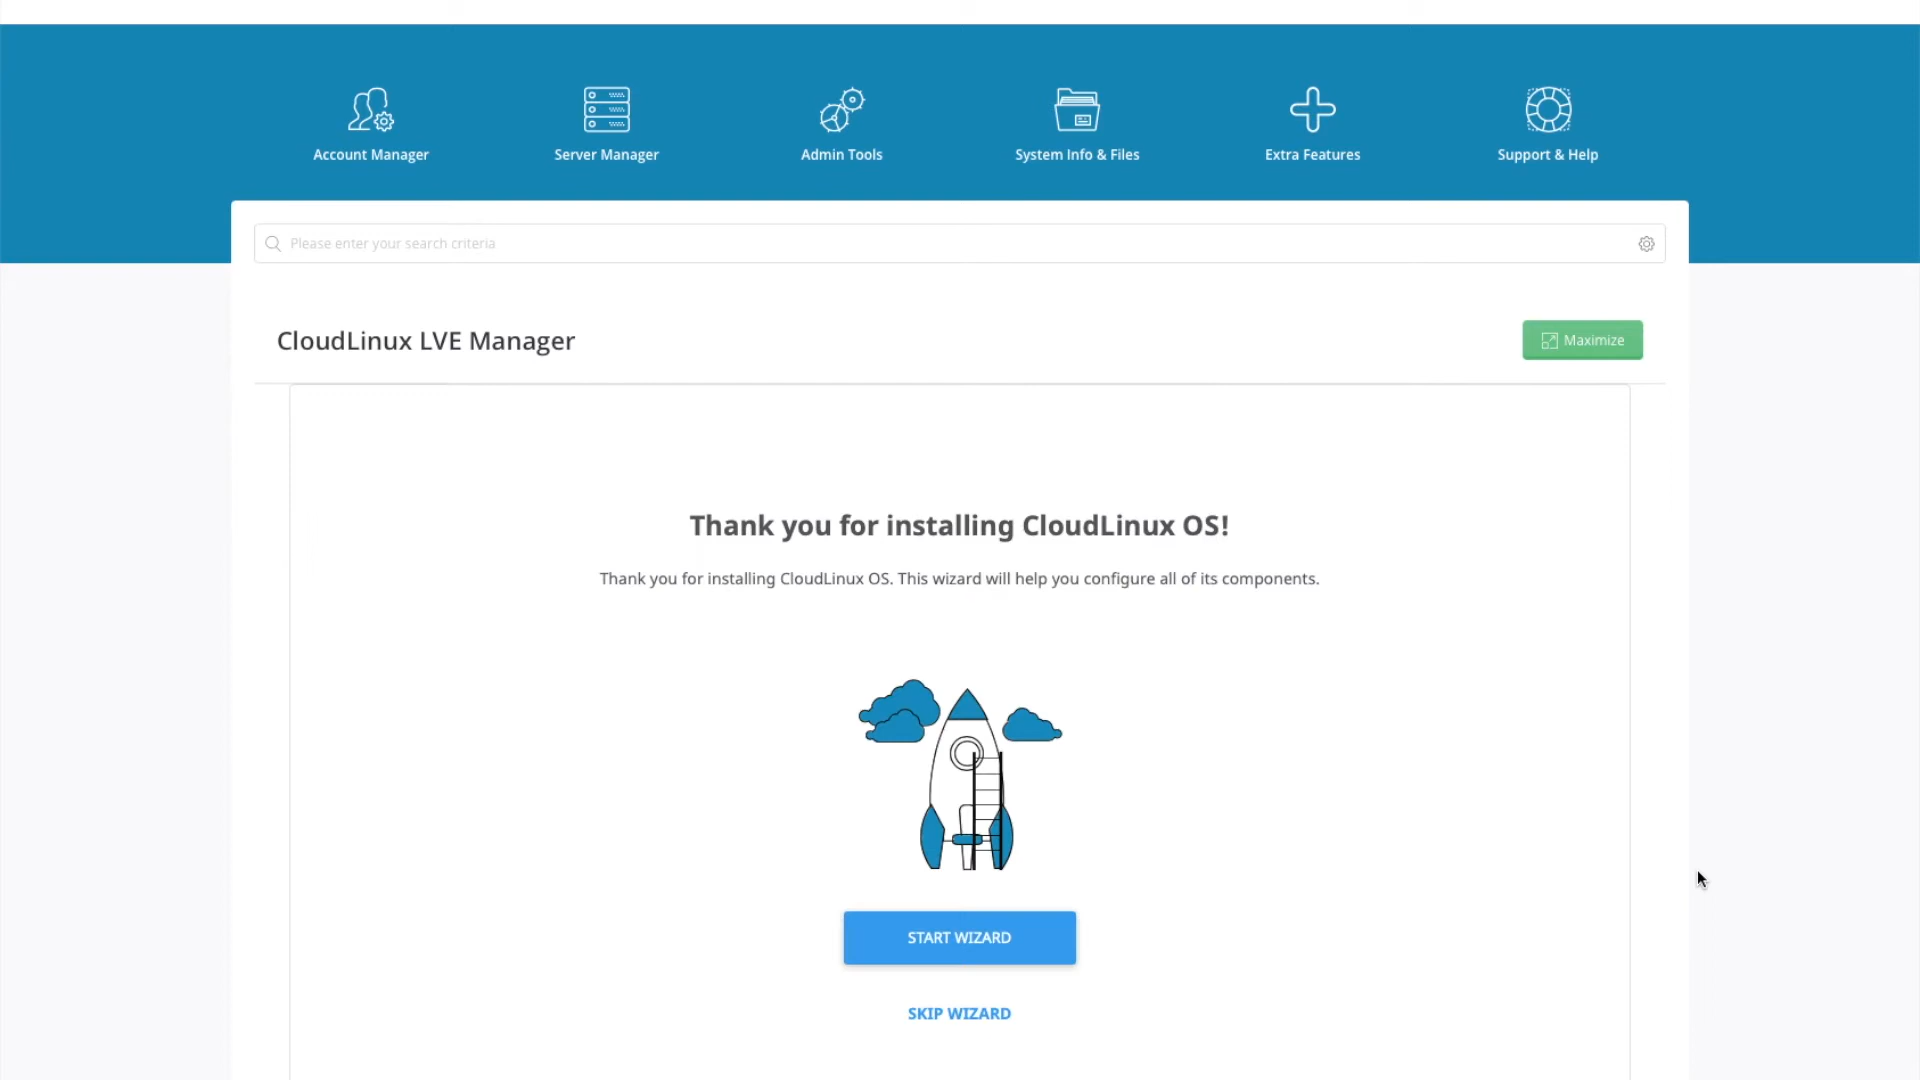 Account Manager
Server Manager
Admin Tools
System Info & Files
Extra Features
Support & Help
Please enter your search criteria
CloudLinux LVE Manager
Maximize
Thank you for installing CloudLinux OS!
Thank you for installing CloudLinux OS. This wizard will help you configure all of its components.
START WIZARD
SKIP WIZARD